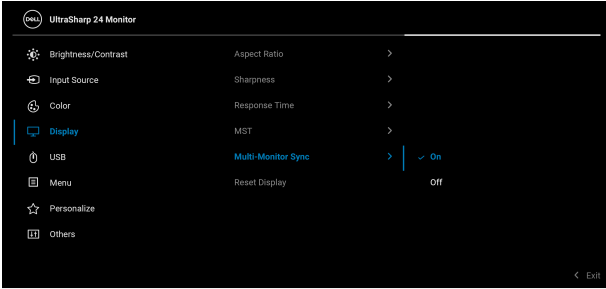 DELL UltraSharp 24 Monitor
Brightness/Contrast Aspect Ratio
Input Source Sharpness
Color Response Time
Display MST
USB Multi-Monitor Sync On
Menu Reset Display Off
Personalize
Others
Exit